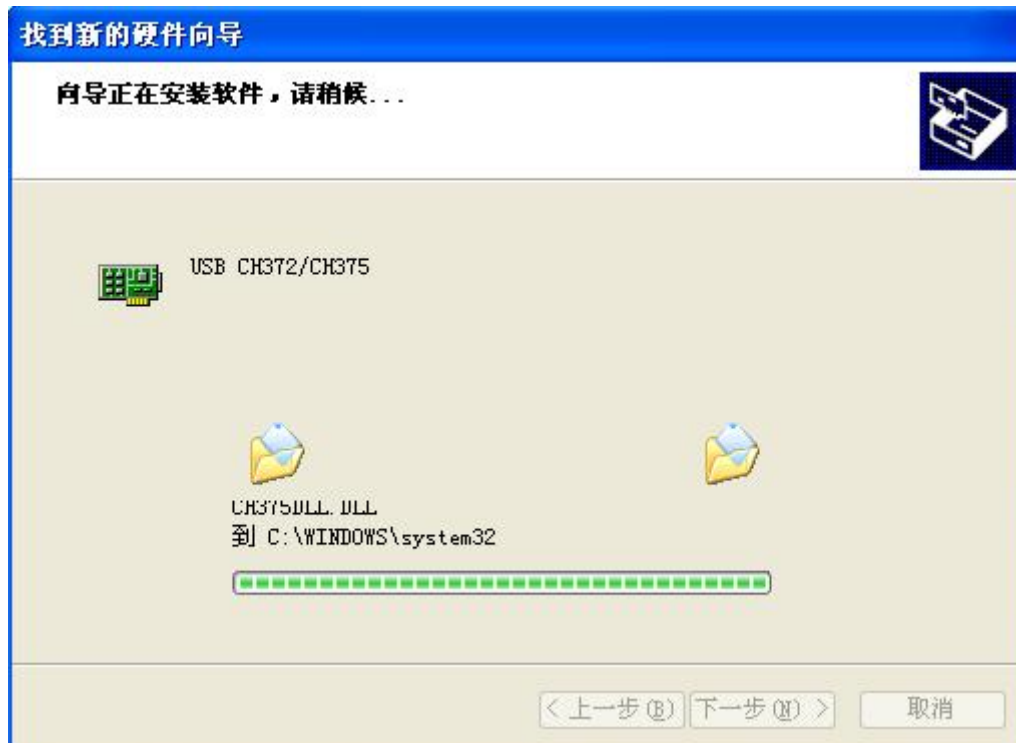 找到新的硬件向导
向导正在安装软件，请稍候...
USB CH372/CH375
CH375DLL.DLL
到 C:\WINDOWS\system32
< 上一步(B) 下一步(N) > 取消